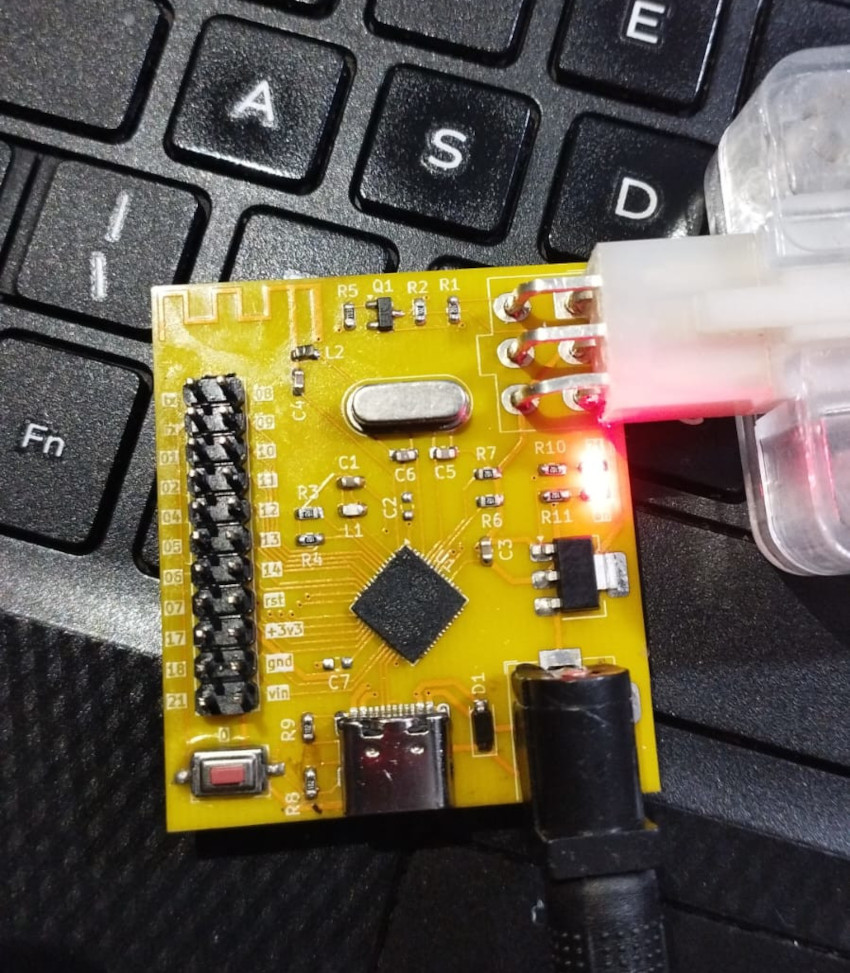 E
A
S
D
Fn
R5 Q1 R2 R1
L2
C4
08
09
01 10
02 11
04 12
05 13
06 14
07 rst
17 +3v3
18 gnd
21 vin
C6 C5
R7
R10
C1
R3
C2
L1
R6
R11
R4
C3
C7
D1
0
R9
R8